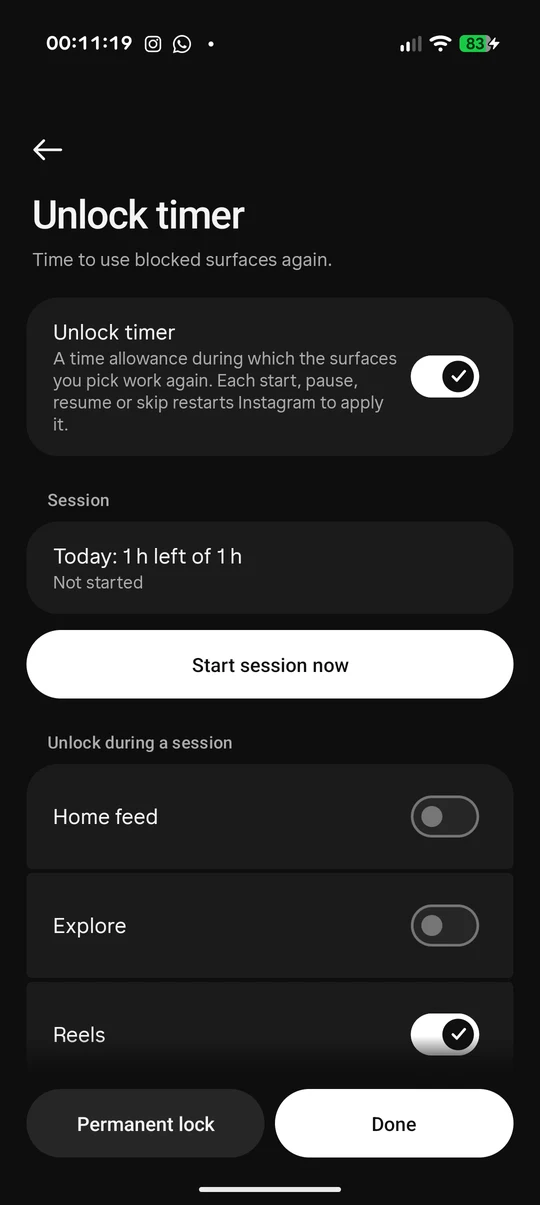 00:11:19
83
Unlock timer
Time to use blocked surfaces again.
Unlock timer
A time allowance during which the surfaces
you pick work again. Each start, pause,
resume or skip restarts Instagram to apply
it.
Session
Today: 1 h left of 1 h
Not started
Start session now
Unlock during a session
Home feed
Explore
Reels
Permanent lock
Done